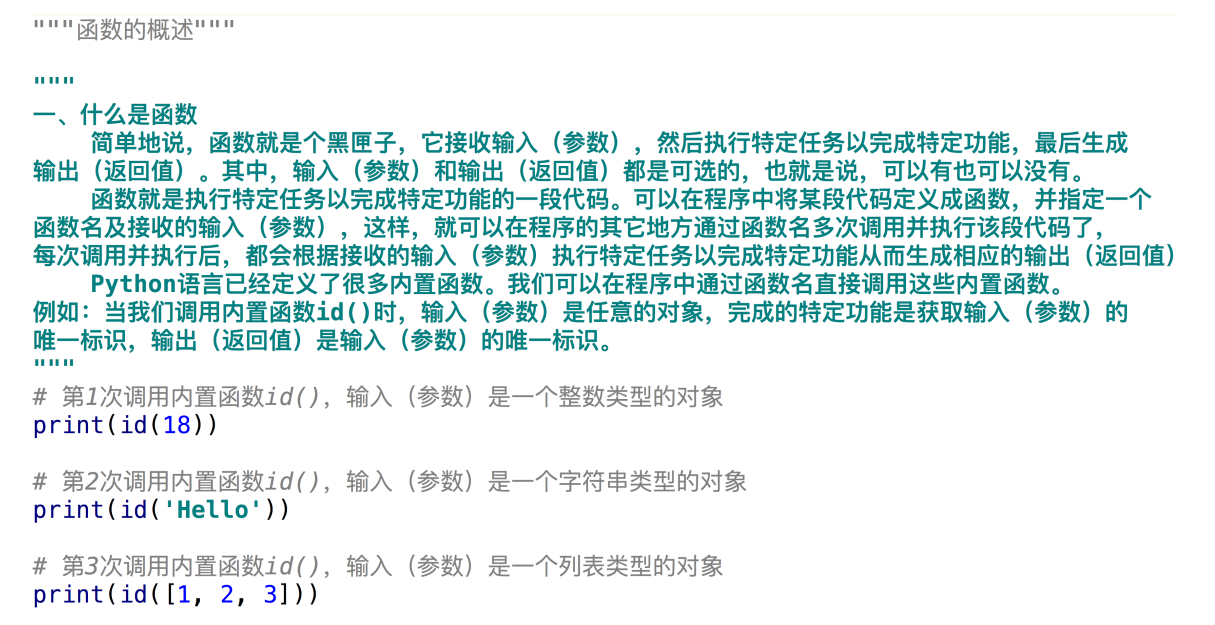 """函数的概述"""
"""
一、什么是函数
简单地说，函数就是个黑匣子，它接收输入（参数），然后执行特定任务以完成特定功能，最后生成
输出（返回值）。其中，输入（参数）和输出（返回值）都是可选的，也就是说，可以有也可以没有。
函数就是执行特定任务以完成特定功能的一段代码。可以在程序中将某段代码定义成函数，并指定一个
函数名及接收的输入（参数），这样，就可以在程序的其它地方通过函数名多次调用并执行该段代码了，
每次调用并执行后，都会根据接收的输入（参数）执行特定任务以完成特定功能从而生成相应的输出（返回值）
Python语言已经定义了很多内置函数。我们可以在程序中通过函数名直接调用这些内置函数。
例如：当我们调用内置函数id()时，输入（参数）是任意的对象，完成的特定功能是获取输入（参数）的
唯一标识，输出（返回值）是输入（参数）的唯一标识。
"""
# 第1次调用内置函数id()，输入（参数）是一个整数类型的对象
print(id(18))
# 第2次调用内置函数id()，输入（参数）是一个字符串类型的对象
print(id('Hello'))
# 第3次调用内置函数id()，输入（参数）是一个列表类型的对象
print(id([1, 2, 3]))